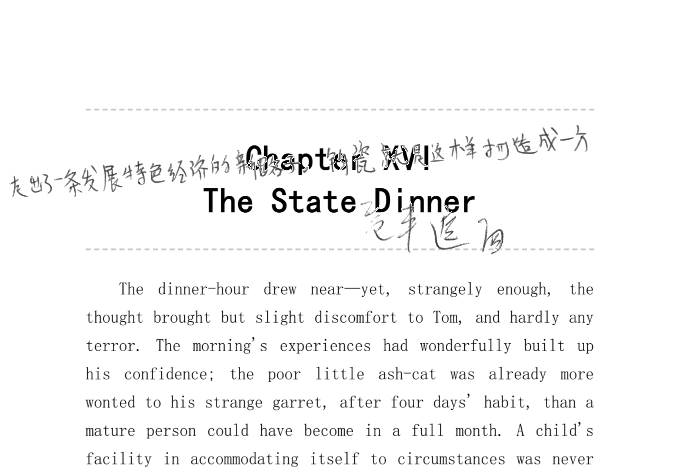 Chapter XVI
走出了一条发展特色经济的新路子。钧瓷就是这样打造成一方
The State Dinner
The dinner-hour drew near—yet, strangely enough, the
thought brought but slight discomfort to Tom, and hardly any
terror. The morning's experiences had wonderfully built up
his confidence; the poor little ash-cat was already more
wonted to his strange garret, after four days' habit, than a
mature person could have become in a full month. A child's
facility in accommodating itself to circumstances was never